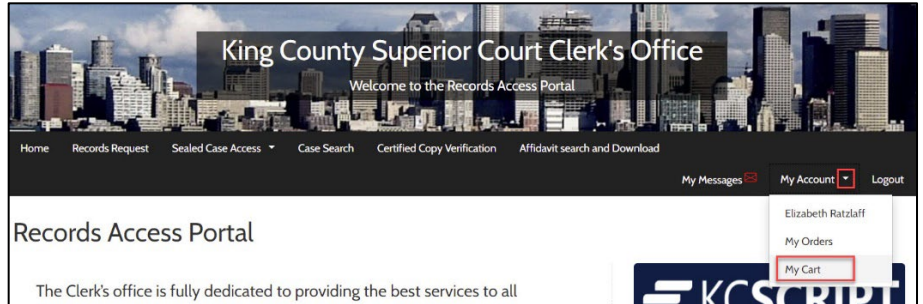 King County Superior Court Clerk's Office
Welcome to the Records Access Portal
Home Records Request Sealed Case Access Case Search Certified Copy Verification Affidavit search and Download
My Messages My Account Logout
Elizabeth Ratzlaff
My Orders
My Cart
Records Access Portal
The Clerk's office is fully dedicated to providing the best services to all
KCSCRIPT